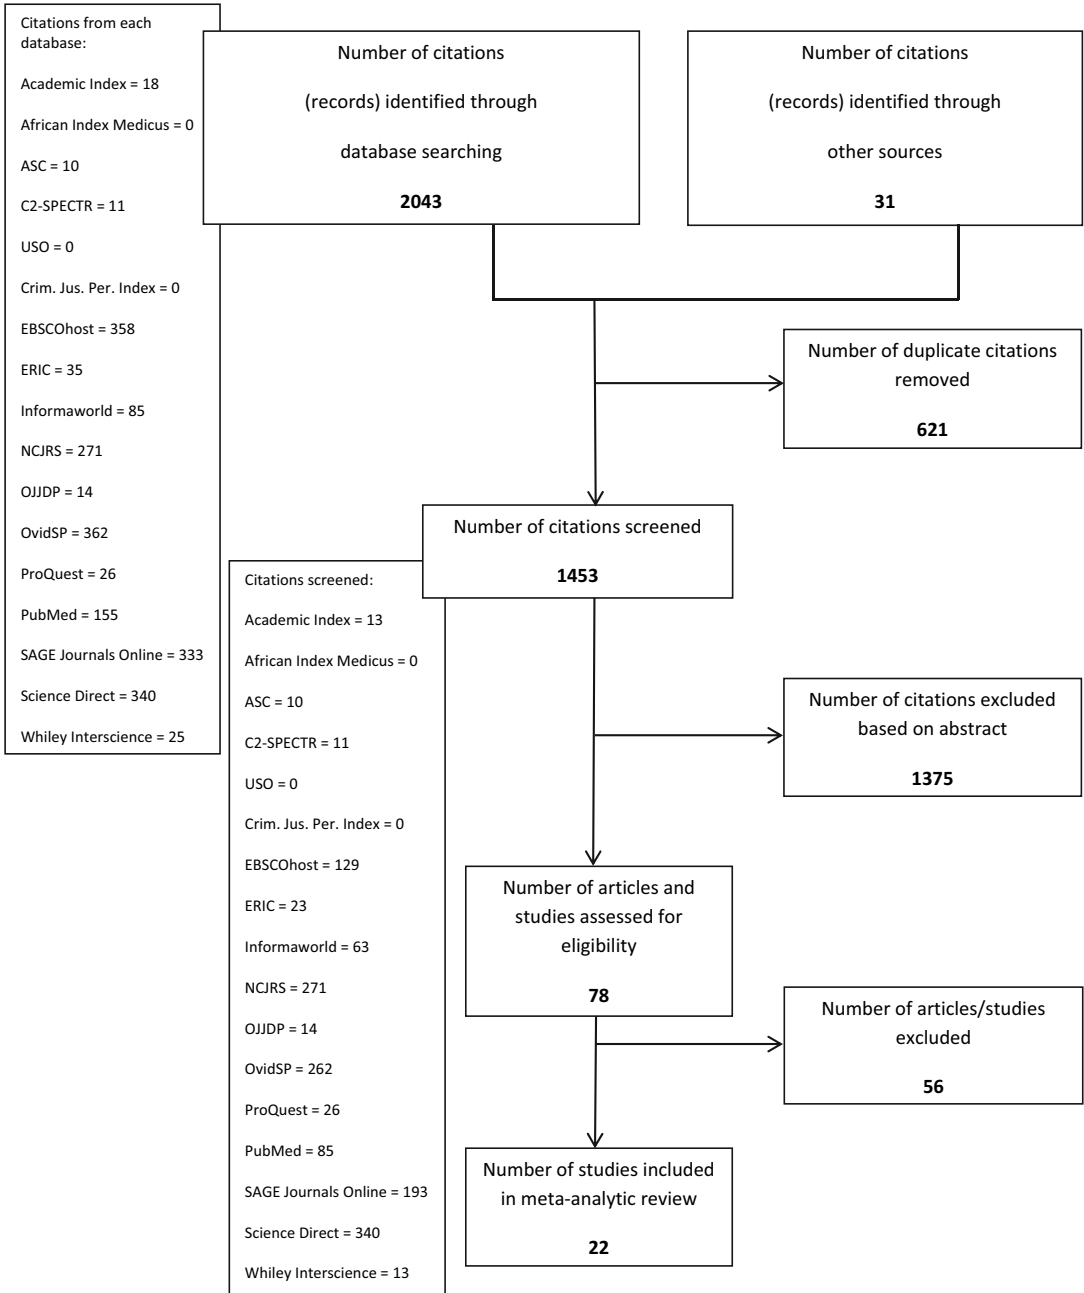 Citations from each
database:
Academic Index = 18
African Index Medicus = 0
ASC = 10
C2-SPECTR = 11
USO = 0
Crim. Jus. Per. Index = 0
EBSCOhost = 358
ERIC = 35
Informaworld = 85
NCJRS = 271
OJJDP = 14
OvidSP = 362
ProQuest = 26
PubMed = 155
SAGE Journals Online = 333
Science Direct = 340
Whiley Interscience = 25
Number of citations
(records) identified through
database searching
2043
Number of citations
(records) identified through
other sources
31
Number of duplicate citations
removed
621
Number of citations screened
1453
Citations screened:
Academic Index = 13
African Index Medicus = 0
ASC = 10
C2-SPECTR = 11
USO = 0
Crim. Jus. Per. Index = 0
EBSCOhost = 129
ERIC = 23
Informaworld = 63
NCJRS = 271
OJJDP = 14
OvidSP = 262
ProQuest = 26
PubMed = 85
SAGE Journals Online = 193
Science Direct = 340
Whiley Interscience = 13
Number of citations excluded
based on abstract
1375
Number of articles and
studies assessed for
eligibility
78
Number of articles/studies
excluded
56
Number of studies included
in meta-analytic review
22